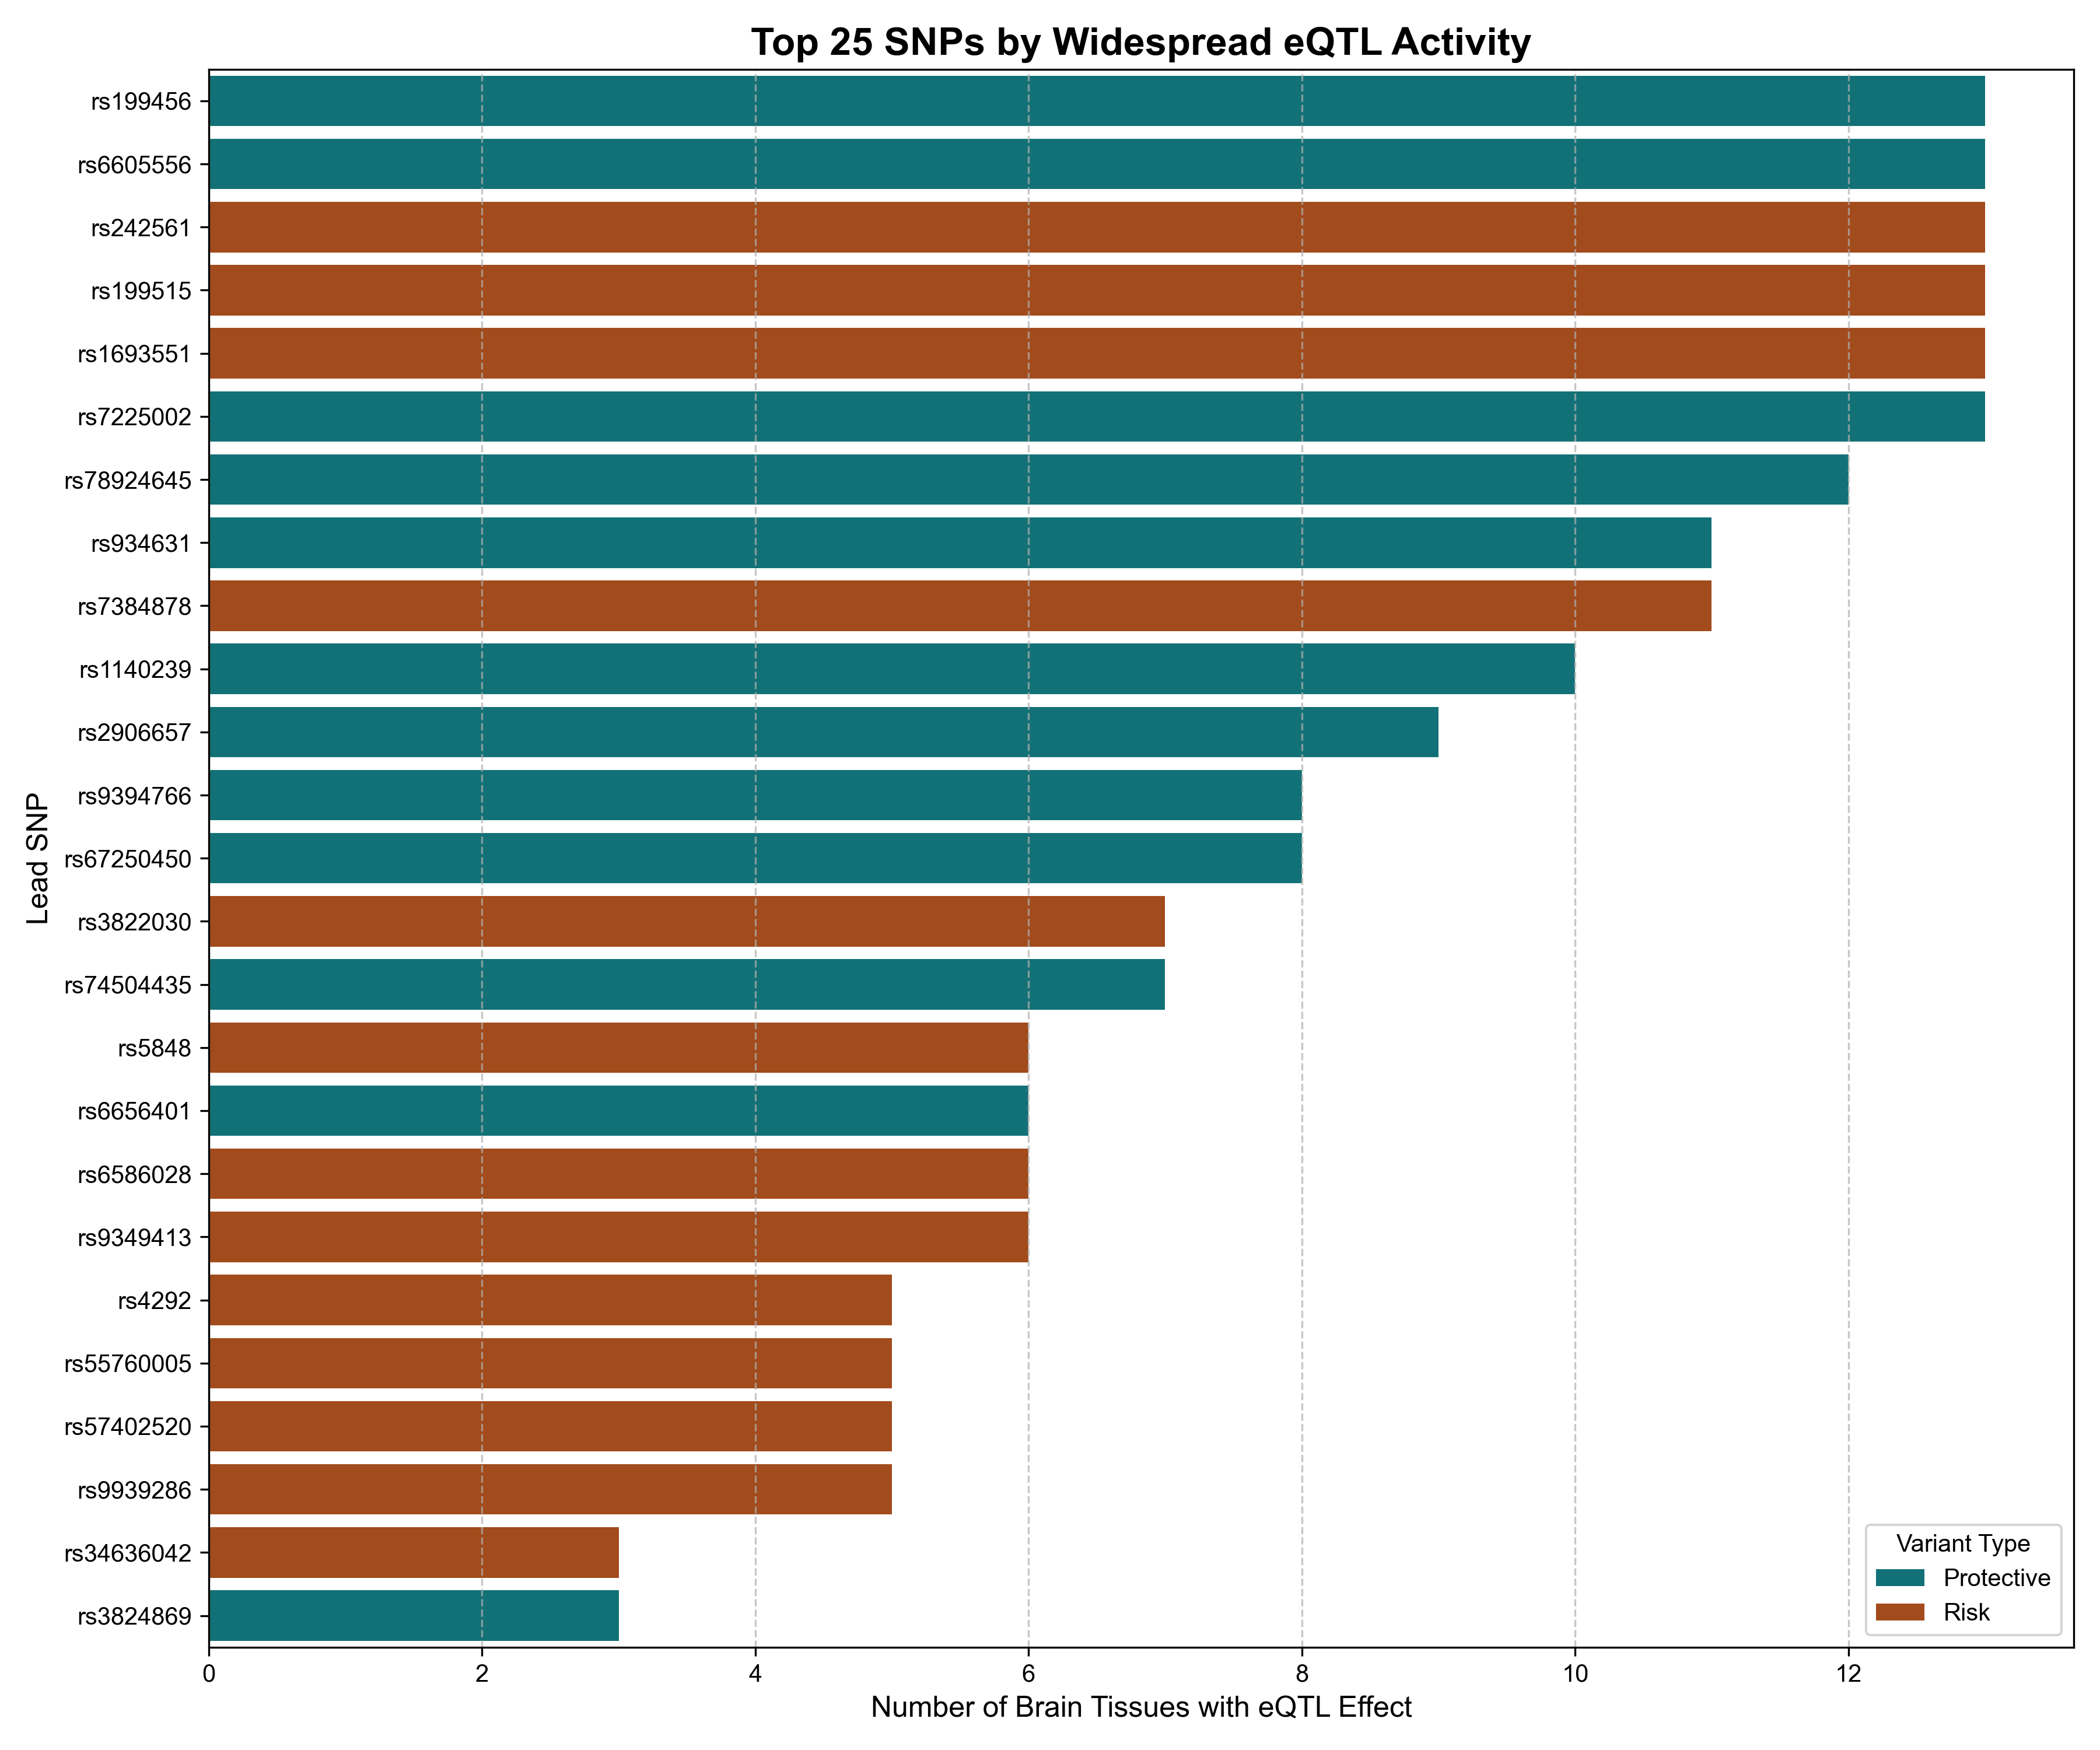 Top 25 SNPs by Widespread eQTL Activity
Lead SNP
rs199456
rs6605556
rs242561
rs199515
rs1693551
rs7225002
rs78924645
rs934631
rs7384878
rs1140239
rs2906657
rs9394766
rs67250450
rs3822030
rs74504435
rs5848
rs6656401
rs6586028
rs9349413
rs4292
rs55760005
rs57402520
rs9939286
rs34636042
rs3824869
Variant Type
Protective
Risk
0 2 4 6 8 10 12
Number of Brain Tissues with eQTL Effect